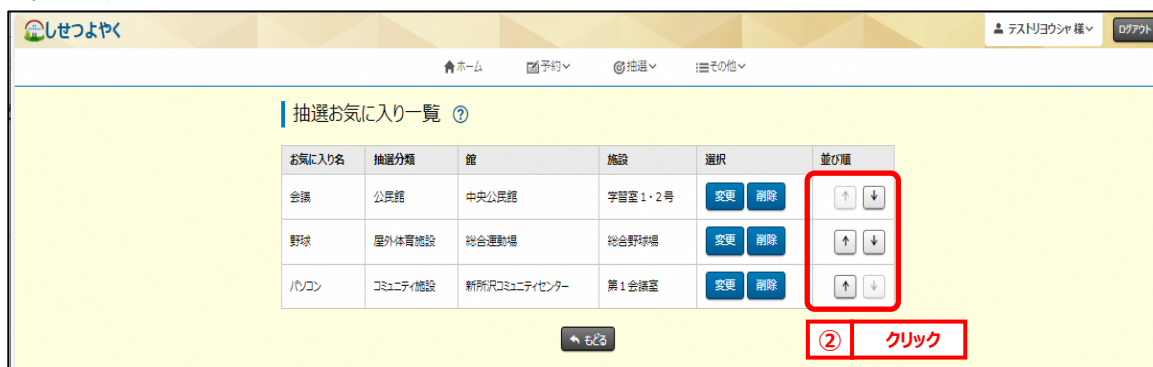 しせつよやく
テストリヨウシャ 様
ログアウト
ホーム 予約 抽選 その他
抽選お気に入り一覧 ?
お気に入り名 抽選分類 館 施設 選択 並び順
会議 公民館 中央公民館 学習室1・2号 変更 削除 ↑ ↓
野球 屋外体育施設 総合運動場 総合野球場 変更 削除 ↑ ↓
パソコン コミュニティ施設 新所沢コミュニティセンター 第1会議室 変更 削除 ↑ ↓
もどる
② クリック